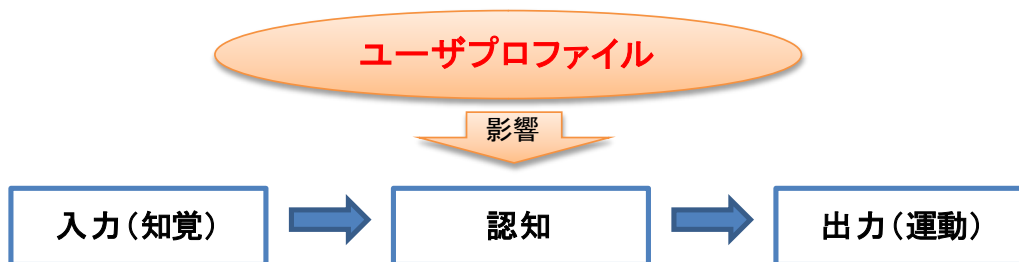 ユーザプロファイル
影響
入力（知覚）
認知
出力（運動）